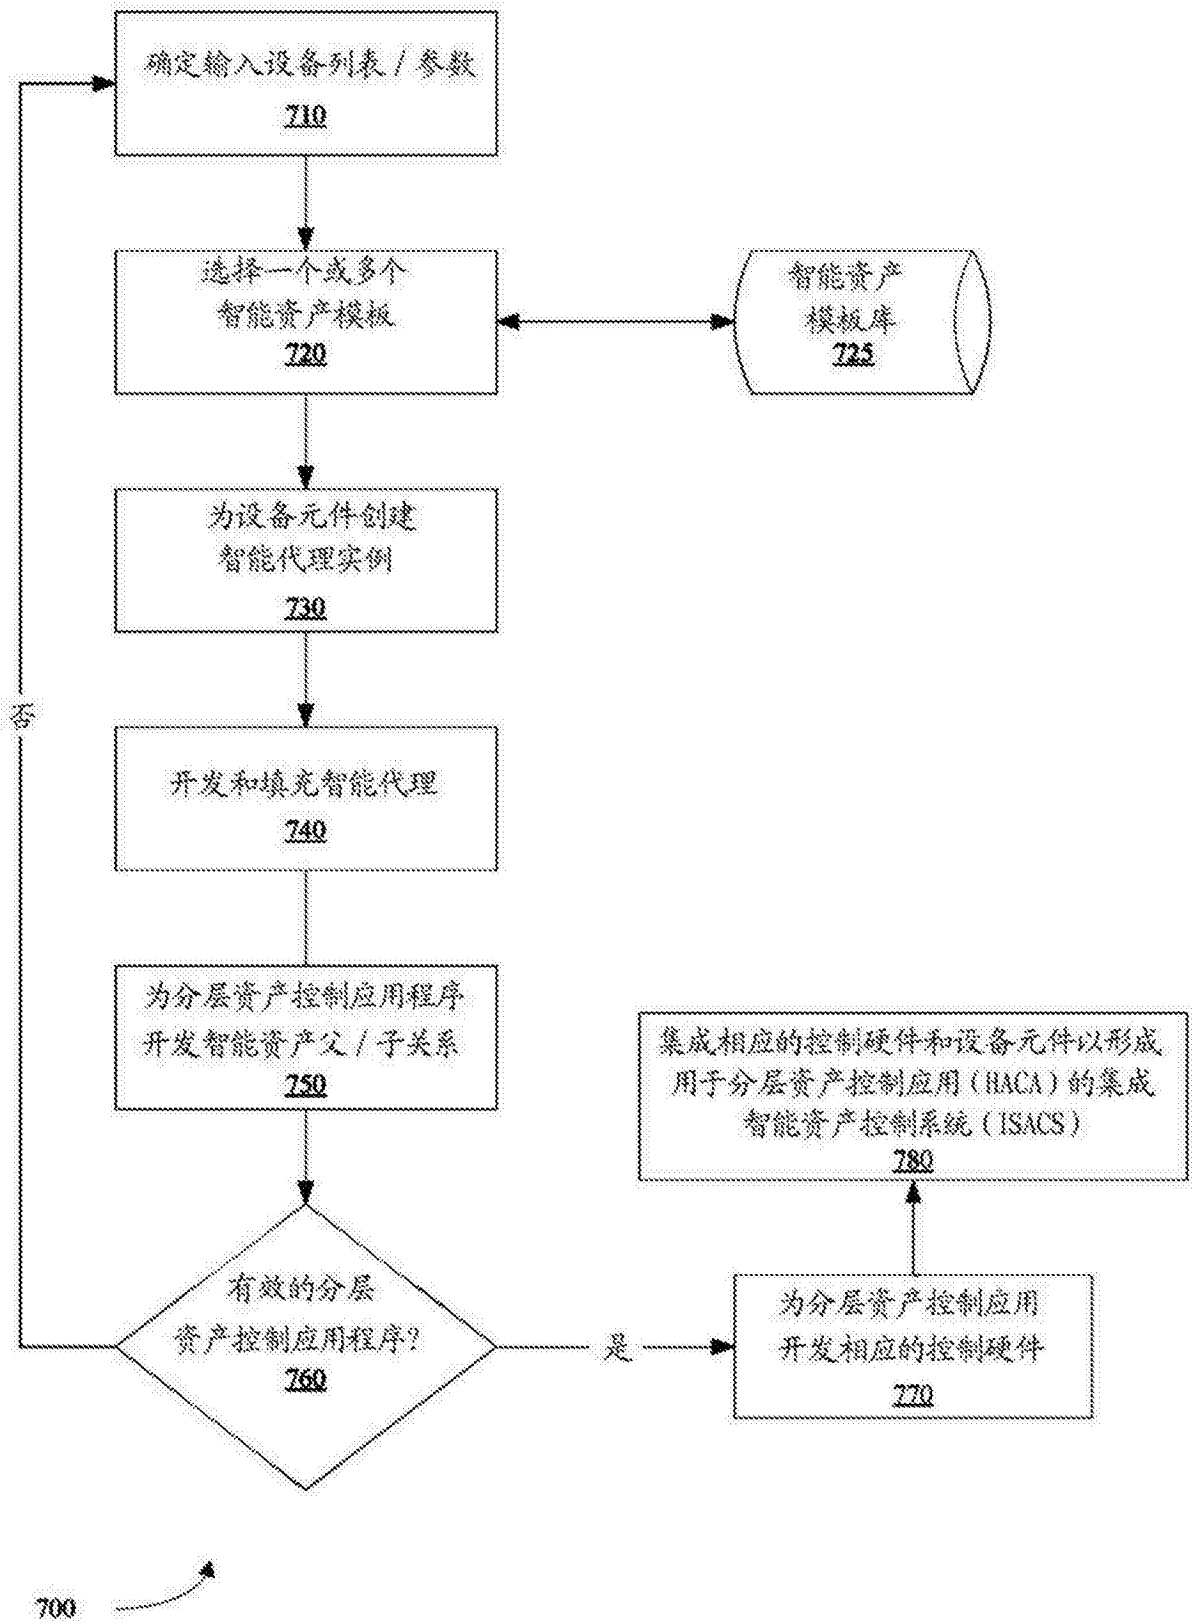 确定输入设备列表/参数
710
选择一个或多个
智能资产模板
720
智能资产
模板库
725
为设备元件创建
智能代理实例
730
否
开发和填充智能代理
740
为分层资产控制应用程序
开发智能资产父/子关系
750
集成相应的控制硬件和设备元件以形成
用于分层资产控制应用(HACA)的集成
智能资产控制系统(ISACS)
780
有效的分层
资产控制应用程序?
760
是
为分层资产控制应用
开发相应的控制硬件
770
700